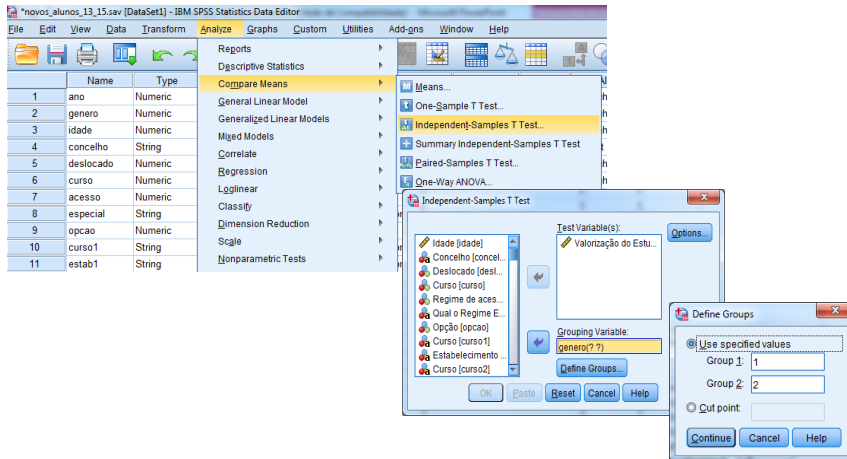 *novos_alunos_13_15.sav [DataSet1] - IBM SPSS Statistics Data Editor
File Edit View Data Transform Analyze Graphs Custom Utilities Add-ons Window Help
Name Type
1 ano Numeric
2 genero Numeric
3 idade Numeric
4 concelho String
5 deslocado Numeric
6 curso Numeric
7 acesso Numeric
8 especial String
9 opcao Numeric
10 curso1 String
11 estab1 String
Reports
Descriptive Statistics
Compare Means
General Linear Model
Generalized Linear Models
Mixed Models
Correlate
Regression
Loglinear
Classify
Dimension Reduction
Scale
Nonparametric Tests
Means...
One-Sample T Test...
Independent-Samples T Test...
Summary Independent-Samples T Test
Paired-Samples T Test...
One-Way ANOVA...
Independent-Samples T Test
Idade [idade]
Concelho [concel...
Deslocado [desl...
Curso [curso]
Regime de aces...
Qual o Regime E...
Opção [opcao]
Curso [curso1]
Estabelecimento ...
Curso [curso2]
Test Variable(s):
Valorização do Estu...
Options...
Grouping Variable:
genero(? ?)
Define Groups...
OK Paste Reset Cancel Help
Define Groups
Use specified values
Group 1: 1
Group 2: 2
Cut point:
Continue Cancel Help